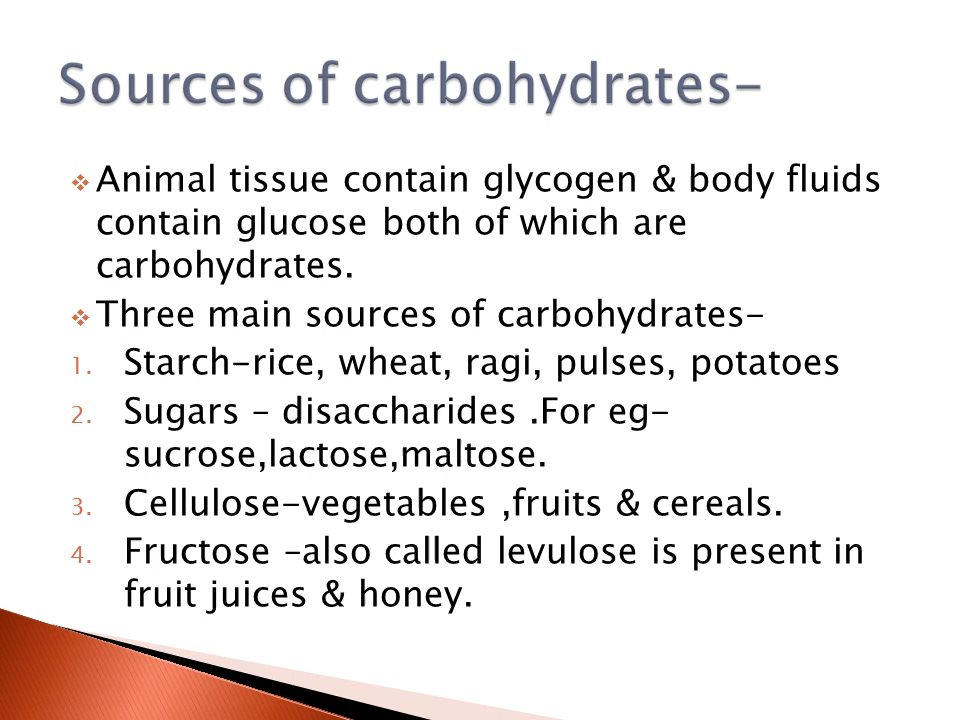 Sources of carbohydrates-
❖ Animal tissue contain glycogen & body fluids
contain glucose both of which are
carbohydrates.
❖ Three main sources of carbohydrates-
1. Starch-rice, wheat, ragi, pulses, potatoes
2. Sugars – disaccharides .For eg-
sucrose,lactose,maltose.
3. Cellulose-vegetables ,fruits & cereals.
4. Fructose –also called levulose is present in
fruit juices & honey.